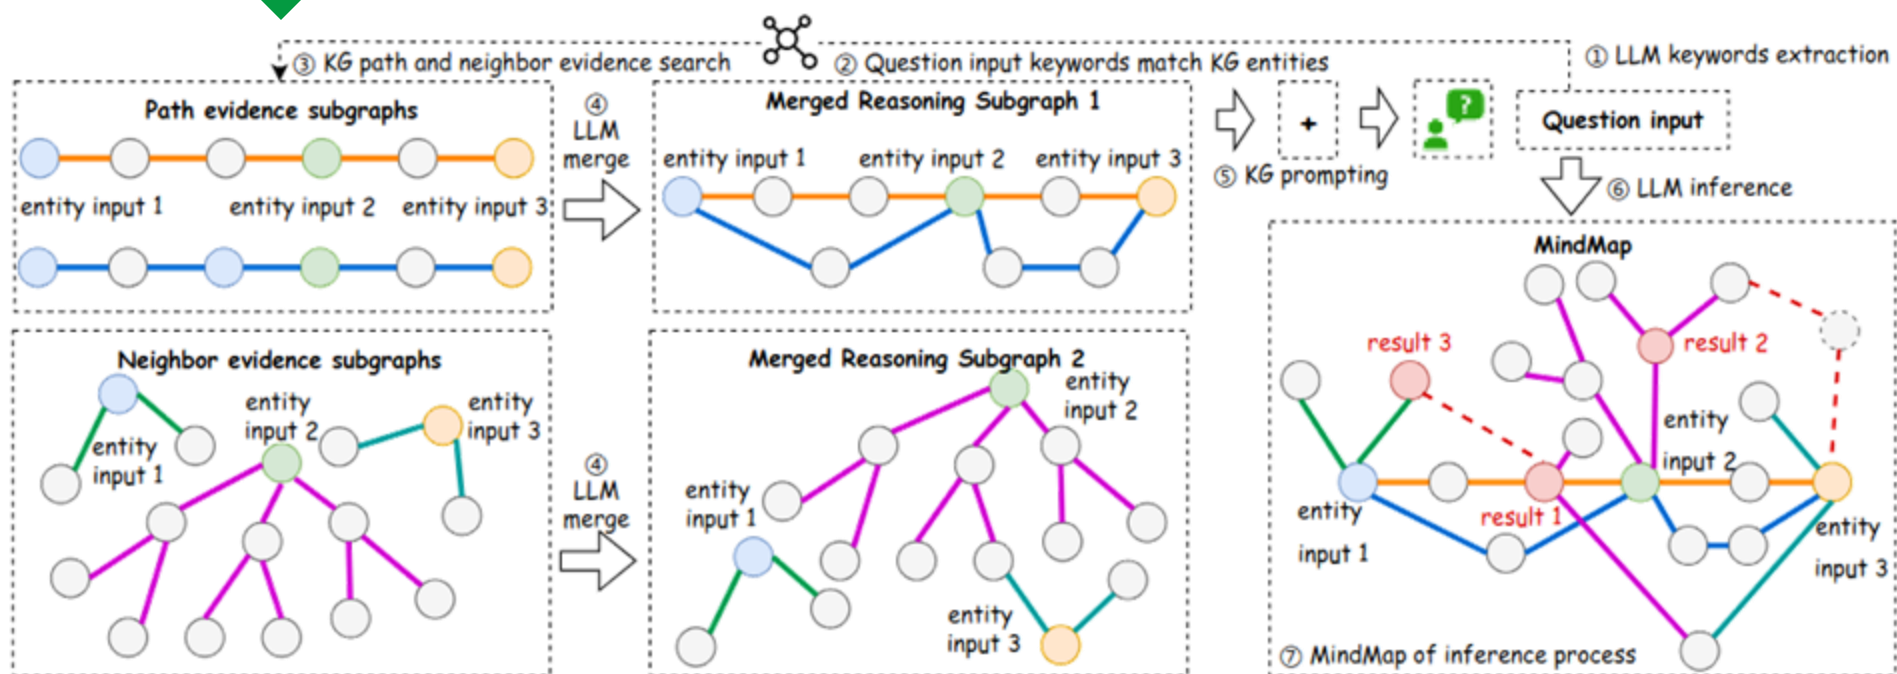 ③ KG path and neighbor evidence search
② Question input keywords match KG entities
① LLM keywords extraction
Path evidence subgraphs
entity input 1
entity input 2
entity input 3
④
LLM
merge
Merged Reasoning Subgraph 1
entity input 1
entity input 2
entity input 3
+
⑤ KG prompting
?
Question input
⑥ LLM inference
Neighbor evidence subgraphs
entity
input 1
entity
input 2
entity
input 3
④
LLM
merge
Merged Reasoning Subgraph 2
entity
input 2
entity
input 1
entity
input 3
MindMap
result 3
result 2
entity
input 2
result 1
entity
input 1
entity
input 3
⑦ MindMap of inference process